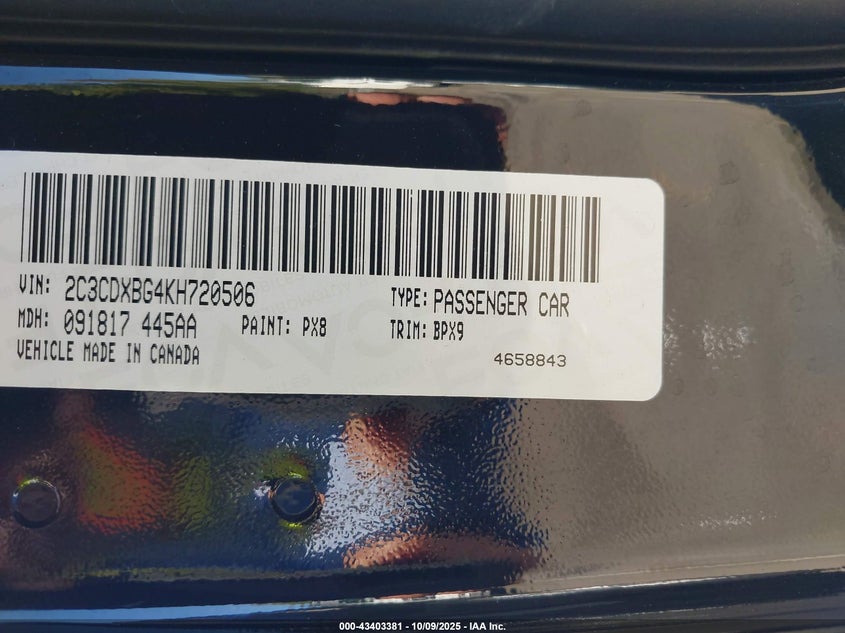 VIN: 2C3CDXBG4KH720506 TYPE: PASSENGER CAR
MDH: 091817 445AA PAINT: PX8 TRIM: BPX9
VEHICLE MADE IN CANADA 4658843
000-43403381 - 10/09/2025 - IAA Inc.